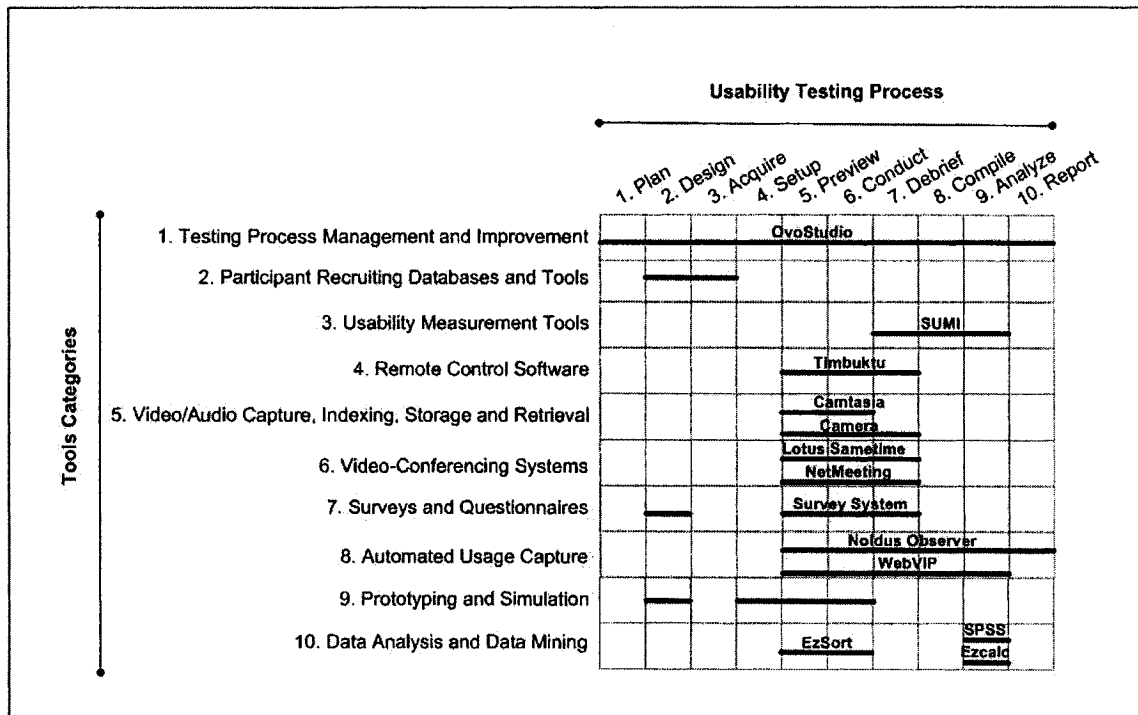 Usability Testing Process
1. Plan
2. Design
3. Acquire
4. Setup
5. Preview
6. Conduct
7. Debrief
8. Compile
9. Analyze
10. Report
Tools Categories
1. Testing Process Management and Improvement
OvoStudio
2. Participant Recruiting Databases and Tools
3. Usability Measurement Tools
SUMI
4. Remote Control Software
Timbuktu
5. Video/Audio Capture, Indexing, Storage and Retrieval
Camtasia
Camera
6. Video-Conferencing Systems
Lotus Sametime
NetMeeting
7. Surveys and Questionnaires
Survey System
8. Automated Usage Capture
Noldus Observer
WebVIP
9. Prototyping and Simulation
10. Data Analysis and Data Mining
EzSort
SPSS
Ezcalc